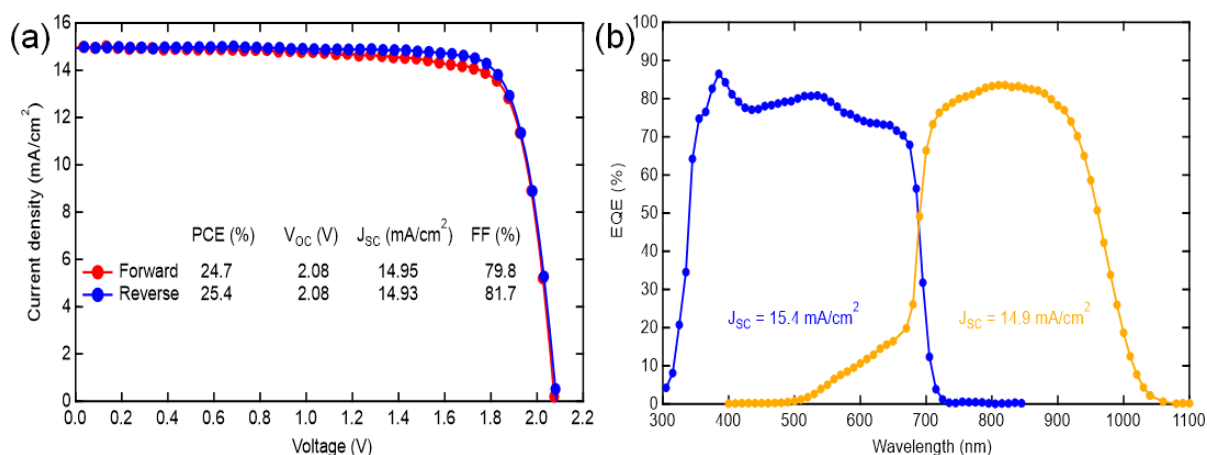 (a)
16
14
12
10
8
6
4
2
0
Current density (mA/cm²)
PCE (%) V_OC (V) J_SC (mA/cm²) FF (%)
Forward 24.7 2.08 14.95 79.8
Reverse 25.4 2.08 14.93 81.7
0.0 0.2 0.4 0.6 0.8 1.0 1.2 1.4 1.6 1.8 2.0 2.2
Voltage (V)
(b)
100
90
80
70
60
50
40
30
20
10
0
EQE (%)
J_SC = 15.4 mA/cm² J_SC = 14.9 mA/cm²
300 400 500 600 700 800 900 1000 1100
Wavelength (nm)